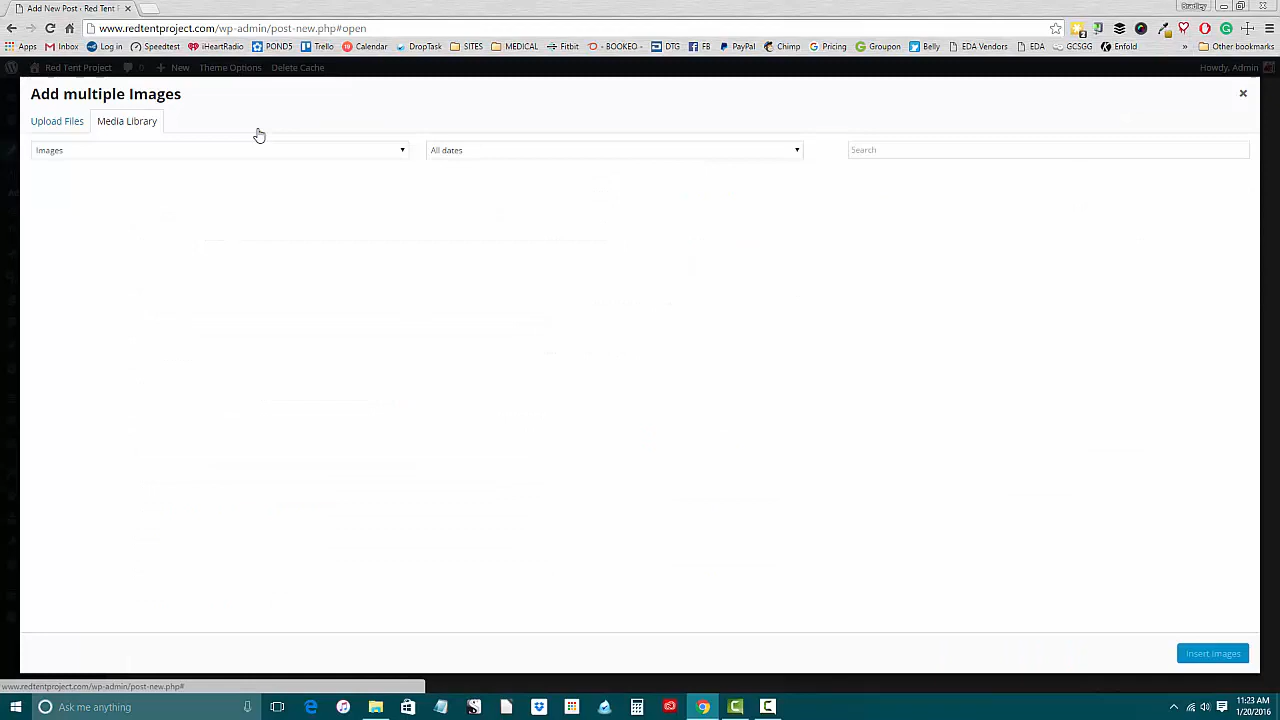 Add New Post ‹ Red Tent P
Bradley
www.redtentproject.com/wp-admin/post-new.php#open
Apps Inbox Log in Speedtest iHeartRadio POND5 Trello Calendar DropTask SITES MEDICAL Fitbit - BOOKEO - DTG PayPal Chimp Pricing Groupon Belly EDA Vendors EDA GCSGG Enfold » Other bookmarks
Red Tent Project 0 New Theme Options Delete Cache Howdy, Admin
Add multiple Images
Upload Files Media Library
Images All dates Search
Insert images
www.redtentproject.com/wp-admin/post-new.php#
Ask me anything
11:23 AM
1/20/2016